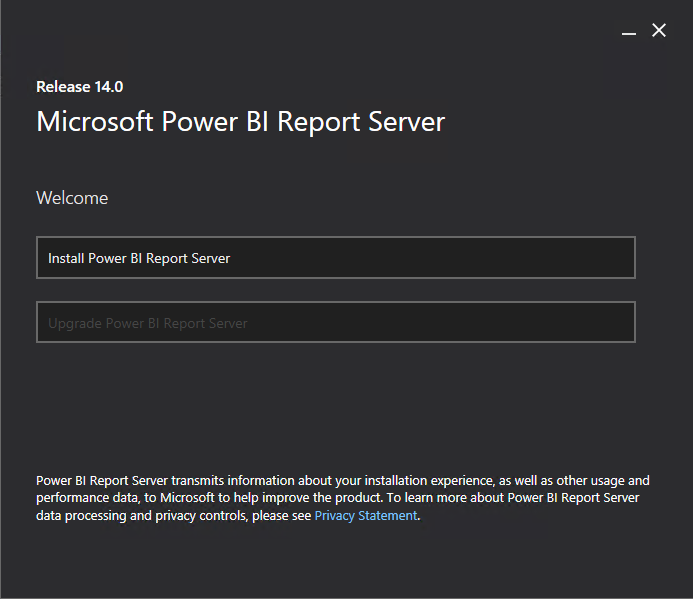 Release 14.0
Microsoft Power BI Report Server
Welcome
Install Power BI Report Server
Upgrade Power BI Report Server
Power BI Report Server transmits information about your installation experience, as well as other usage and
performance data, to Microsoft to help improve the product. To learn more about Power BI Report Server
data processing and privacy controls, please see Privacy Statement.